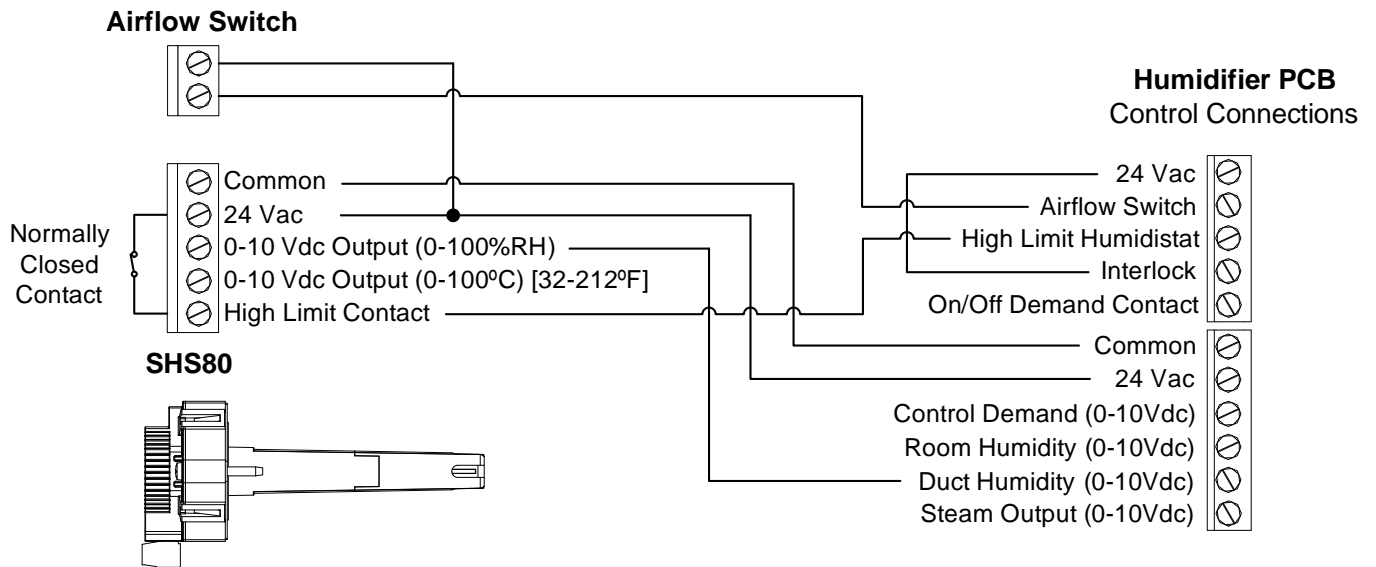 Airflow Switch
Humidifier PCB
Control Connections
Normally
Closed
Contact
Common
24 Vac
0-10 Vdc Output (0-100%RH)
0-10 Vdc Output (0-100ºC) [32-212ºF]
High Limit Contact
SHS80
24 Vac
Airflow Switch
High Limit Humidistat
Interlock
On/Off Demand Contact
Common
24 Vac
Control Demand (0-10Vdc)
Room Humidity (0-10Vdc)
Duct Humidity (0-10Vdc)
Steam Output (0-10Vdc)